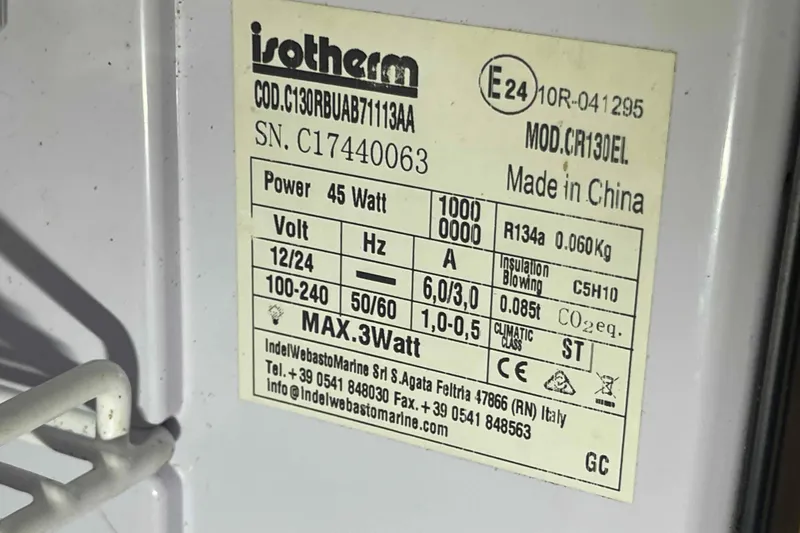 isotherm
E24 10R-041295
COD.C130RBUAB71113AA
MOD.CR130EL
SN. C17440063
Made in China
Power 45 Watt
1000
0000
R134a 0.060Kg
Volt Hz A
Insulation
Blowing C5H10
12/24 6,0/3,0
100-240 50/60 1,0-0,5
0.085t CO2eq.
MAX.3Watt
CLIMATIC
CLASS ST
CE
IndelWebastoMarine Srl S.Agata Feltria 47866 (RN) Italy
Tel.+39 0541 848030 Fax.+39 0541 848563
info@indelwebastomarine.com
GC